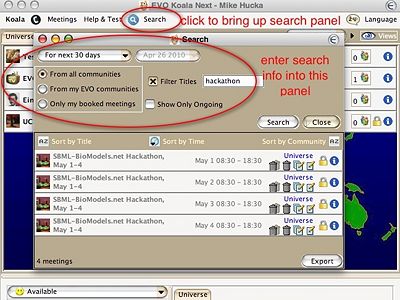 EVO Koala Next - Mike Hucka
Koala Meetings Help & Test Search click to bring up search panel Language
Universe Views
Search
For next 30 days Apr 26 2010
enter search
info into this
panel
From all communities
From my EVO communities
Only my booked meetings
Filter Titles hackathon
Show Only Ongoing
Search Close
AZ Sort by Title Sort by Time Sort by Community AZ
SBML-BioModels.net Hackathon,
May 1-4
May 1 08:30 - 18:30 Universe
SBML-BioModels.net Hackathon,
May 1-4
May 2 08:30 - 18:30 Universe
SBML-BioModels.net Hackathon,
May 1-4
May 3 08:30 - 18:30 Universe
SBML-BioModels.net Hackathon,
May 1-4
May 4 08:30 - 18:30 Universe
4 meetings Export
Available Universe